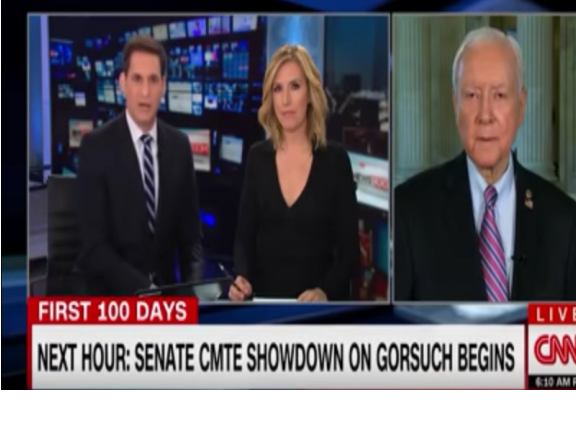 FIRST 100 DAYS
NEXT HOUR: SENATE CMTE SHOWDOWN ON GORSUCH BEGINS
LIVE
CNN
6:10 AM